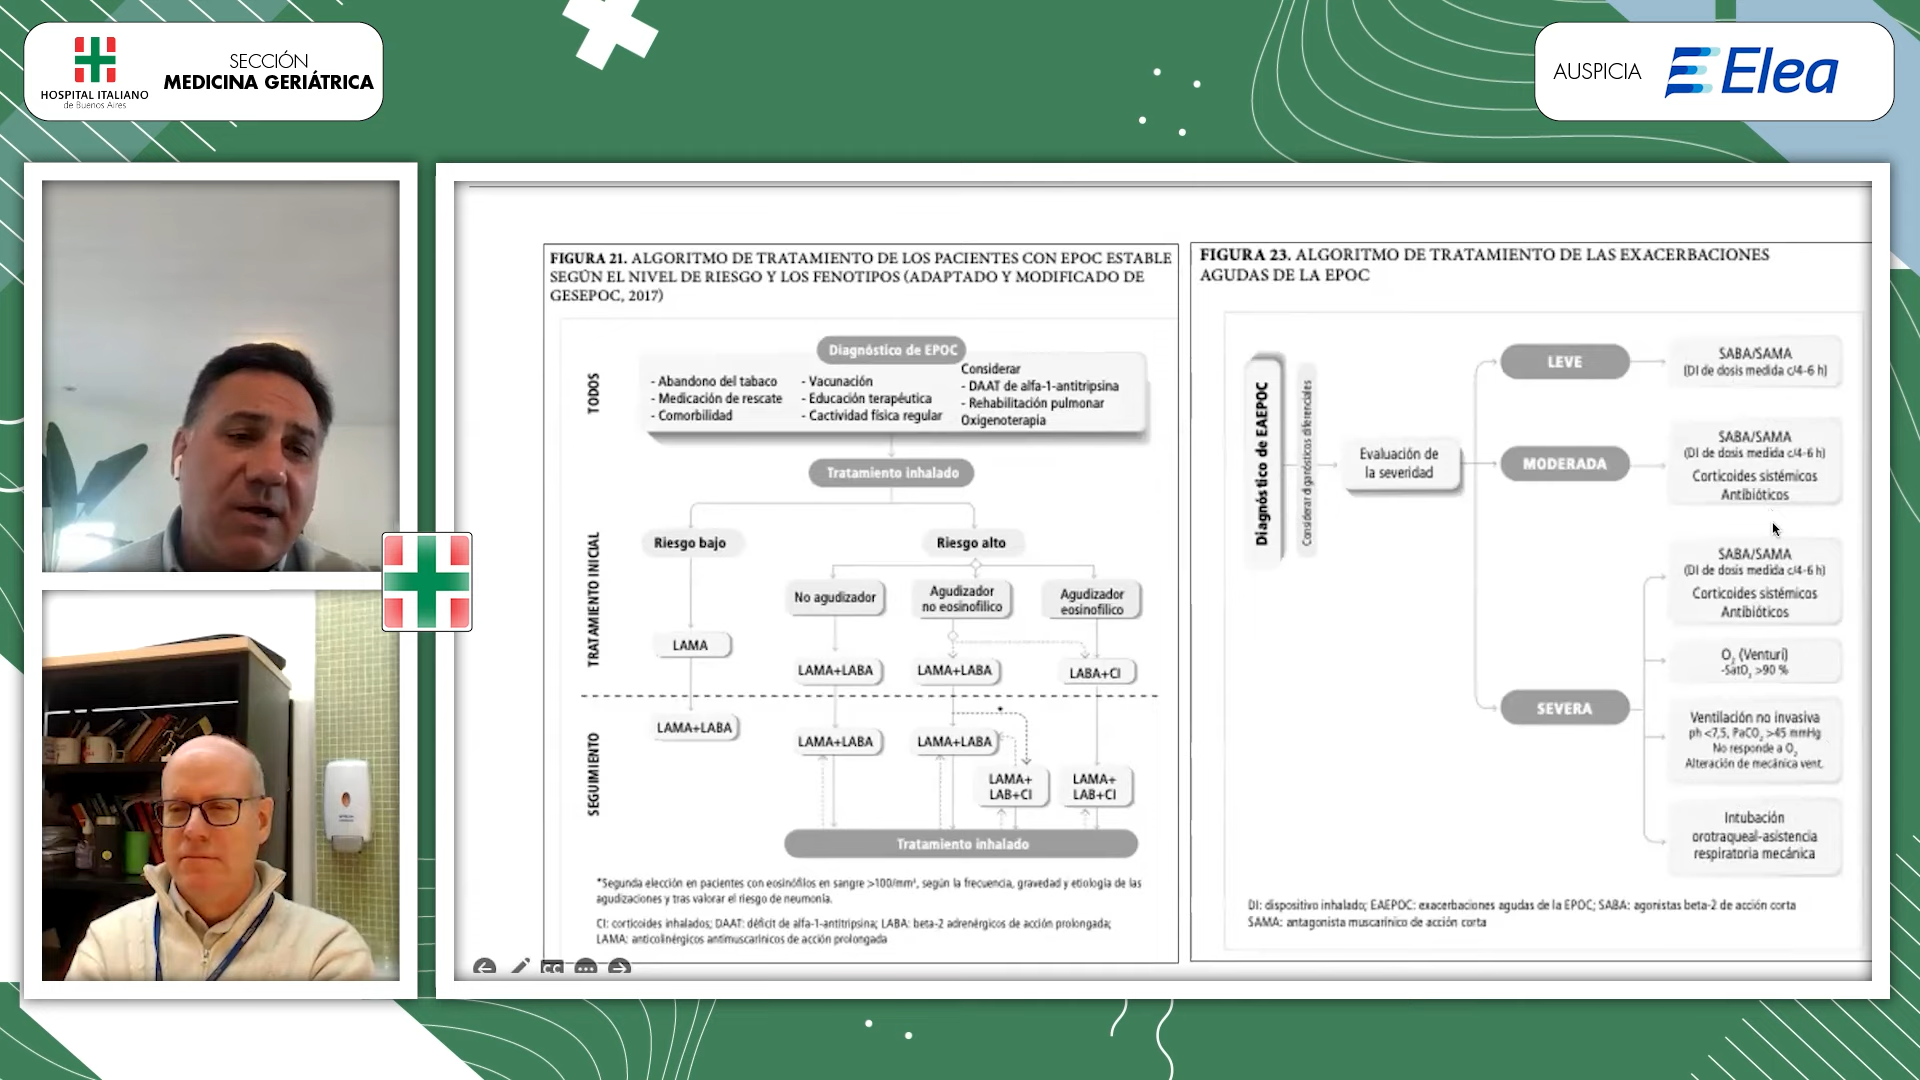 HOSPITAL ITALIANO
de Buenos Aires
SECCIÓN
MEDICINA GERIÁTRICA
AUSPICIA
Elea
FIGURA 21. ALGORITMO DE TRATAMIENTO DE LOS PACIENTES CON EPOC ESTABLE
SEGÚN EL NIVEL DE RIESGO Y LOS FENOTIPOS (ADAPTADO Y MODIFICADO DE
GESEPOC, 2017)
TODOS
Diagnóstico de EPOC
- Abandono del tabaco
- Medicación de rescate
- Comorbilidad
- Vacunación
- Educación terapéutica
- Cactividad física regular
Considerar
- DAAT de alfa-1-antitripsina
- Rehabilitación pulmonar
Oxigenoterapia
Tratamiento inhalado
TRATAMIENTO INICIAL
Riesgo bajo
Riesgo alto
No agudizador
Agudizador
no eosinofílico
Agudizador
eosinofílico
LAMA
LAMA+LABA
LAMA+LABA
LABA+CI
SEGUIMIENTO
LAMA+LABA
LAMA+LABA
LAMA+LABA
*
LAMA+
LAB+CI
LAMA+
LAB+CI
Tratamiento inhalado
*Segunda elección en pacientes con eosinófilos en sangre >100/mm³, según la frecuencia, gravedad y etiología de las
agudizaciones y tras valorar el riesgo de neumonía.
CI: corticoides inhalados; DAAT: déficit de alfa-1-antitripsina; LABA: beta-2 adrenérgicos de acción prolongada;
LAMA: anticolinérgicos antimuscarínicos de acción prolongada
CC
FIGURA 23. ALGORITMO DE TRATAMIENTO DE LAS EXACERBACIONES
AGUDAS DE LA EPOC
Diagnóstico de EAEPOC
Considerar diganósticos diferenciales
Evaluación de
la severidad
LEVE
SABA/SAMA
(DI de dosis medida c/4-6 h)
MODERADA
SABA/SAMA
(DI de dosis medida c/4-6 h)
Corticoides sistémicos
Antibióticos
SEVERA
SABA/SAMA
(DI de dosis medida c/4-6 h)
Corticoides sistémicos
Antibióticos
O₂ (Venturi)
-SatO₂ >90 %
Ventilación no invasiva
ph <7,5, PaCO₂ >45 mmHg
No responde a O₂
Alteración de mecánica vent.
Intubación
orotraqueal-asistencia
respiratoria mecánica
DI: dispositivo inhalado; EAEPOC: exacerbaciones agudas de la EPOC; SABA: agonistas beta-2 de acción corta
SAMA: antagonista muscarínico de acción corta